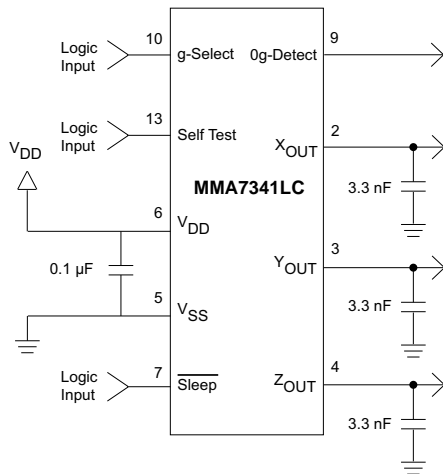 Logic
Input
10
g-Select
0g-Detect
9
Logic
Input
13
Self Test
2
XOUT
3.3 nF
VDD
MMA7341LC
6
VDD
0.1 µF
3
YOUT
3.3 nF
5
VSS
Logic
Input
7
Sleep
4
ZOUT
3.3 nF